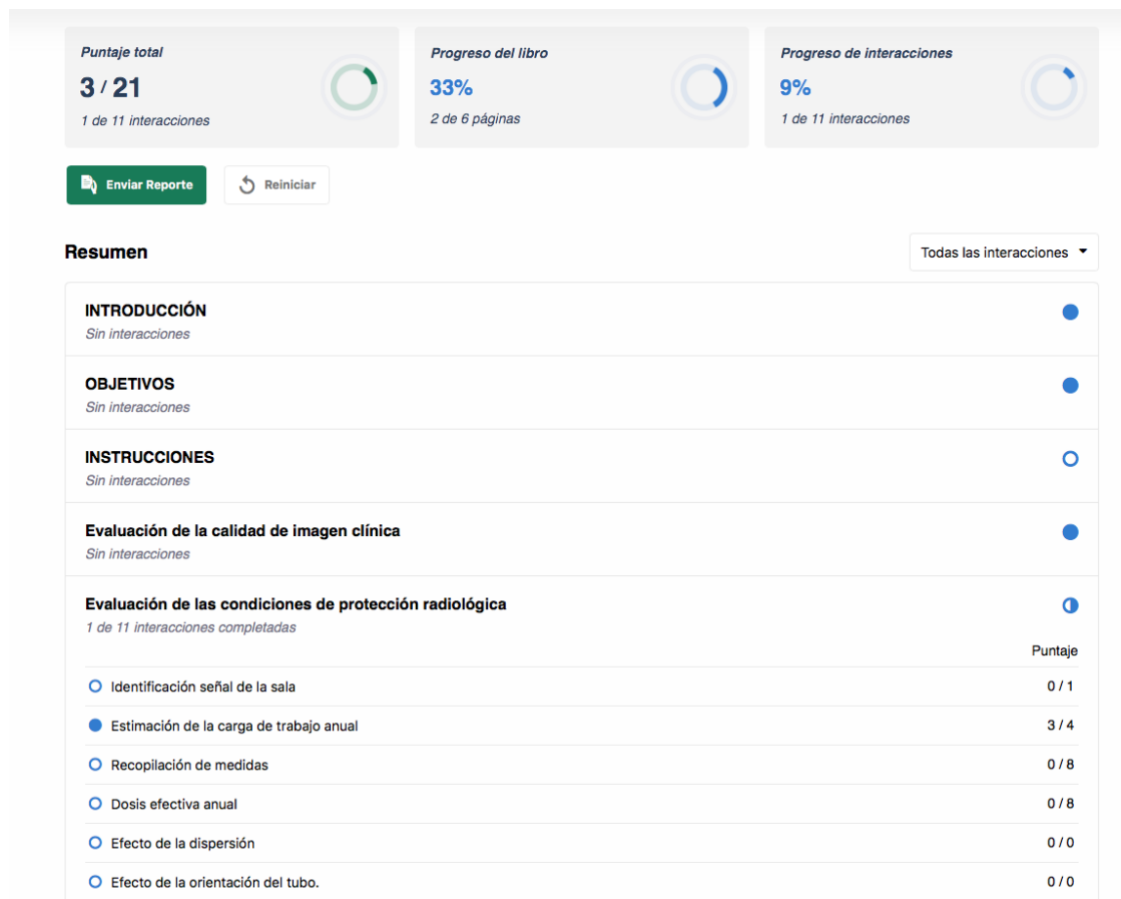 Puntaje total
3 / 21
1 de 11 interacciones
Progreso del libro
33%
2 de 6 páginas
Progreso de interacciones
9%
1 de 11 interacciones
Enviar Reporte
Reiniciar
Resumen
Todas las interacciones
INTRODUCCIÓN
Sin interacciones
OBJETIVOS
Sin interacciones
INSTRUCCIONES
Sin interacciones
Evaluación de la calidad de imagen clínica
Sin interacciones
Evaluación de las condiciones de protección radiológica
1 de 11 interacciones completadas
Puntaje
Identificación señal de la sala 0 / 1
Estimación de la carga de trabajo anual 3 / 4
Recopilación de medidas 0 / 8
Dosis efectiva anual 0 / 8
Efecto de la dispersión 0 / 0
Efecto de la orientación del tubo. 0 / 0